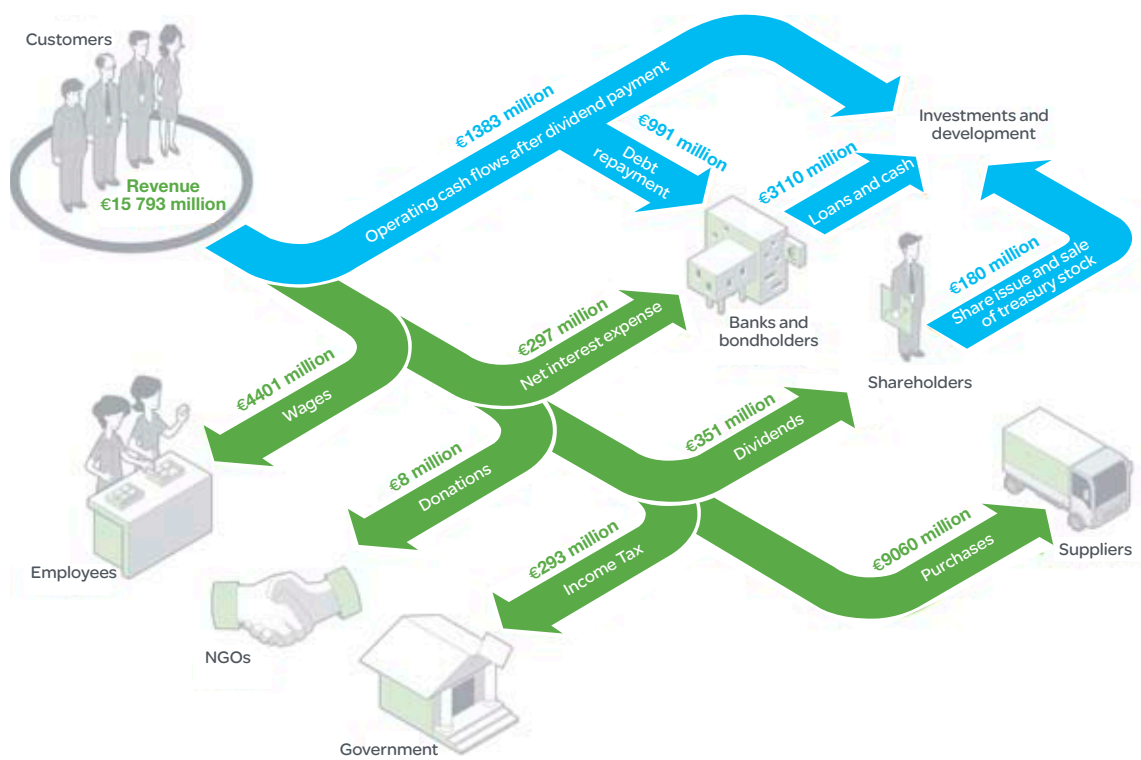 Customers
Revenue
€15 793 million
€1383 million
Operating cash flows after dividend payment
€991 million
Debt
repayment
Investments and
development
€3110 million
Loans and cash
€180 million
Share issue and sale
of treasury stock
Banks and
bondholders
Shareholders
€297 million
Net interest expense
€4401 million
Wages
€351 million
Dividends
€8 million
Donations
€293 million
Income Tax
€9060 million
Purchases
Suppliers
Employees
NGOs
Government